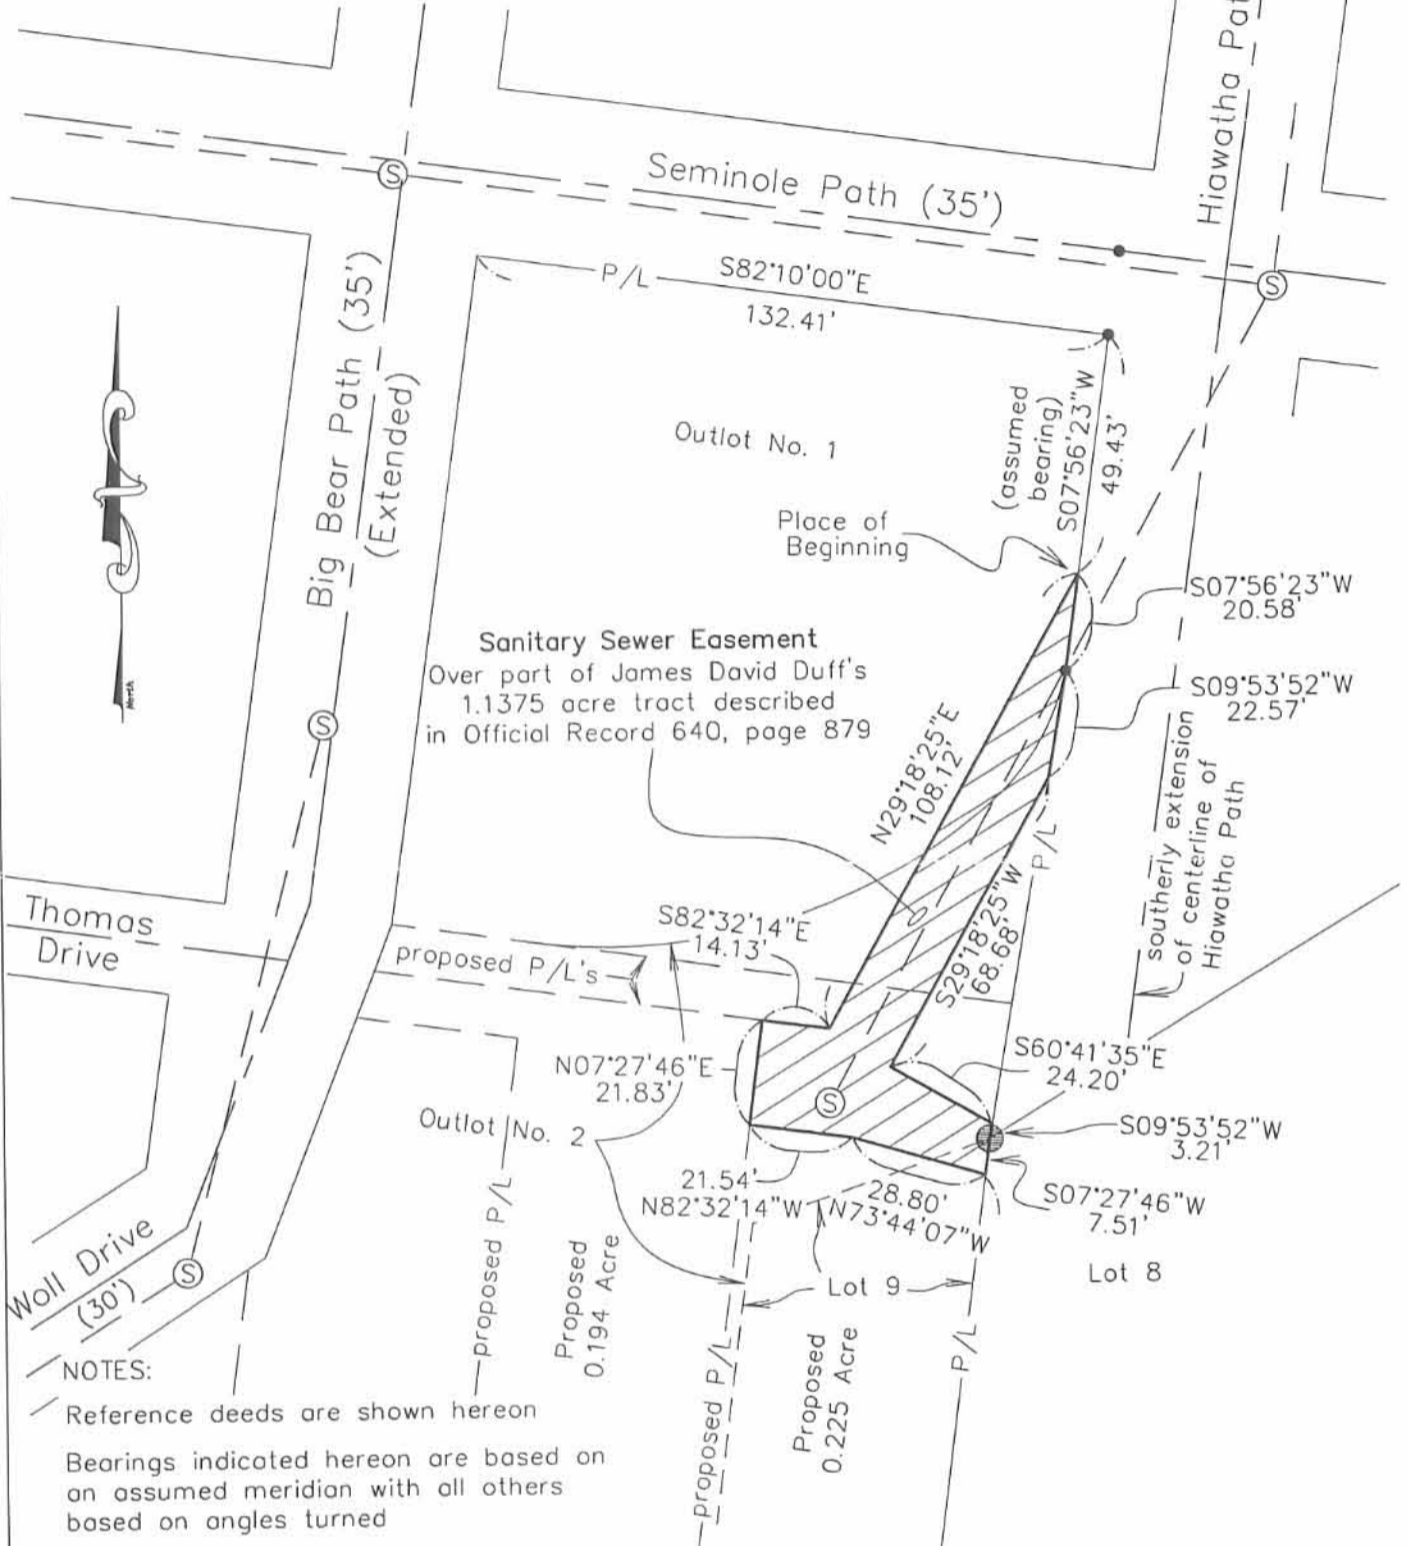 Hiawatha Pat
Seminole Path (35')
P/L
S82°10'00"E
132.41'
Big Bear Path (35')
(Extended)
(assumed
bearing)
S07°56'23"W
49.43'
Outlot No. 1
Place of
Beginning
S07°56'23"W
20.58'
Sanitary Sewer Easement
Over part of James David Duff's
1.1375 acre tract described
in Official Record 640, page 879
S09°53'52"W
22.57'
North
N29°18'25"E
108.12'
southerly extension
of centerline of
Hiawatha Path
P/L
S29°18'25"W
68.68'
Thomas
Drive
S82°32'14"E
14.13'
proposed P/L's
N07°27'46"E
21.83'
S60°41'35"E
24.20'
Outlot No. 2
S09°53'52"W
3.21'
21.54'
N82°32'14"W
28.80'
N73°44'07"W
S07°27'46"W
7.51'
Lot 8
Lot 9
Woll Drive
(30')
proposed P/L
Proposed
0.194 Acre
proposed P/L
Proposed
0.225 Acre
P/L
S
S
S
S
S
NOTES:
Reference deeds are shown hereon
Bearings indicated hereon are based on
an assumed meridian with all others
based on angles turned